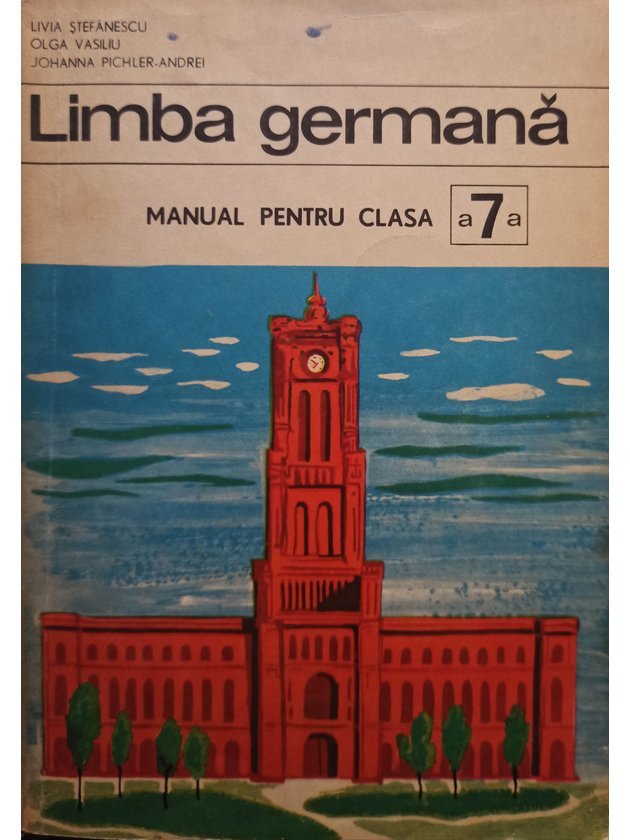 LIVIA ȘTEFĂNESCU
OLGA VASILIU
JOHANNA PICHLER-ANDREI
Limba germană
MANUAL PENTRU CLASA a 7 a